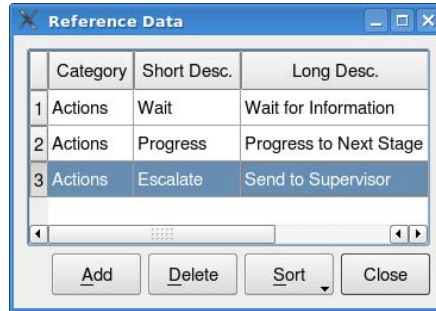 Reference Data
Category Short Desc. Long Desc.
1 Actions Wait Wait for Information
2 Actions Progress Progress to Next Stage
3 Actions Escalate Send to Supervisor
Add Delete Sort Close